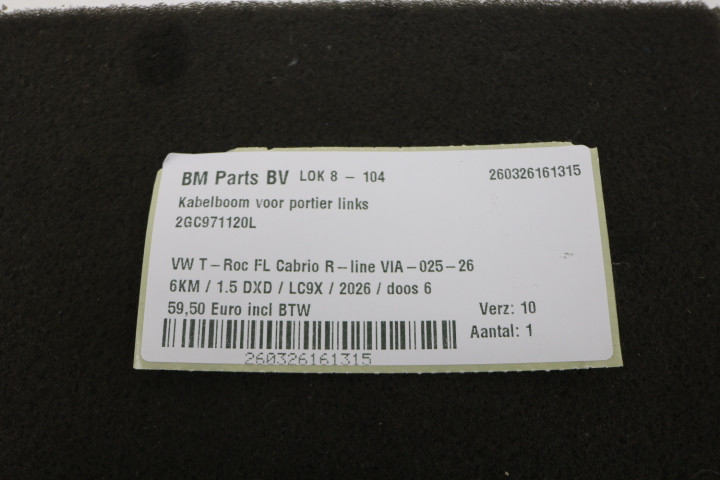 BM Parts BV LOK 8 - 104 260326161315
Kabelboom voor portier links
2GC971120L
VW T-Roc FL Cabrio R-line VIA-025-26
6KM / 1.5 DXD / LC9X / 2026 / doos 6
59,50 Euro incl BTW Verz: 10
Aantal: 1
260326161315